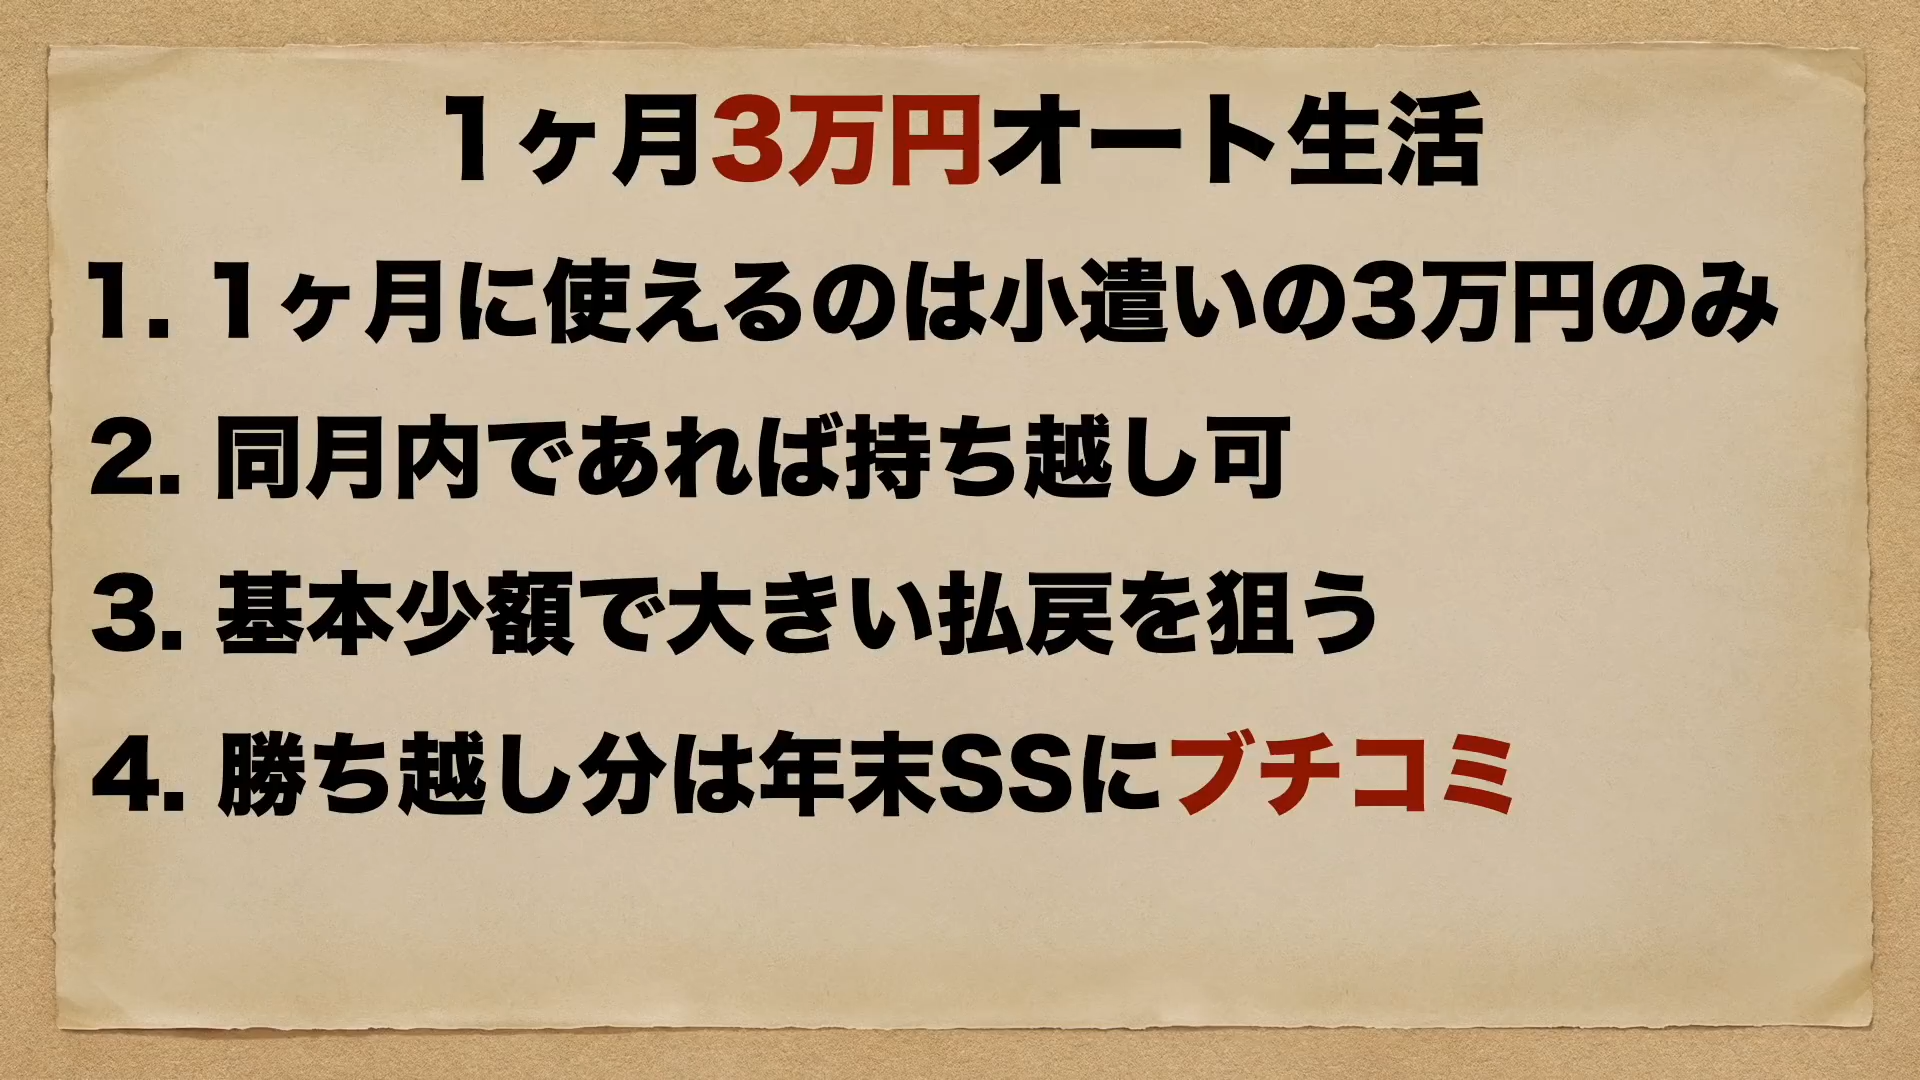 1ヶ月3万円オート生活
1. 1ヶ月に使えるのは小遣いの3万円のみ
2. 同月内であれば持ち越し可
3. 基本少額で大きい払戻を狙う
4. 勝ち越し分は年末SSにブチコミ